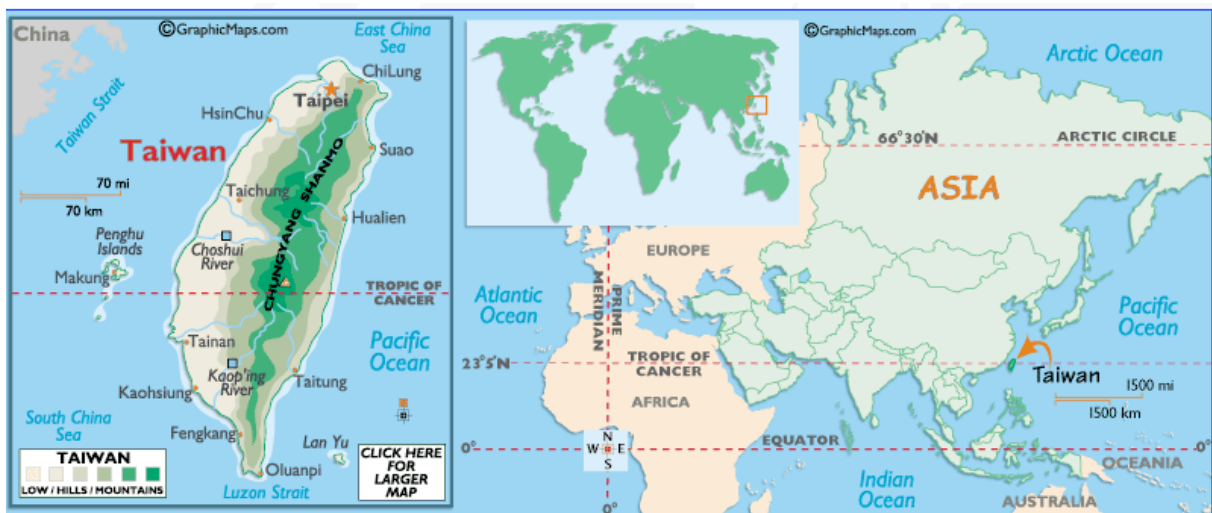 China
©GraphicMaps.com
East China
Sea
ChiLung
Taipei
HsinChu
Taiwan Strait
Taiwan
Suao
70 mi
70 km
Taichung
CHUNGYANG SHANMO
Hualien
Penghu
Islands
Choshui
River
Makung
TROPIC OF
CANCER
Tainan
Pacific
Ocean
Kaop'ing
River
Taitung
Kaohsiung
South China
Sea
Fengkang
Lan Yu
Oluanpi
Luzon Strait
TAIWAN
LOW / HILLS / MOUNTAINS
CLICK HERE
FOR
LARGER
MAP
©GraphicMaps.com
Arctic Ocean
66°30'N
ARCTIC CIRCLE
ASIA
EUROPE
Atlantic
Ocean
PRIME
MERIDIAN
Pacific
Ocean
23°5'N
TROPIC OF
CANCER
Taiwan
1500 mi
1500 km
AFRICA
EQUATOR
N
W E
S
0°
0°
0°
OCEANIA
Indian
Ocean
AUSTRALIA